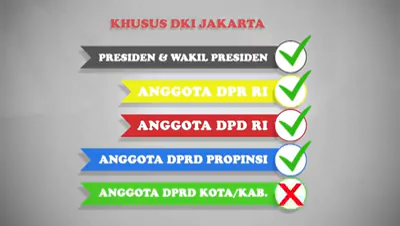 KHUSUS DKI JAKARTA
PRESIDEN & WAKIL PRESIDEN
ANGGOTA DPR RI
ANGGOTA DPD RI
ANGGOTA DPRD PROPINSI
ANGGOTA DPRD KOTA/KAB.